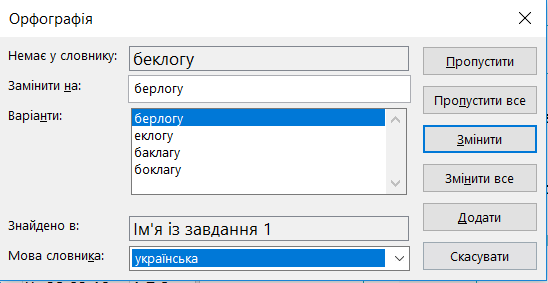 Орфографія
Немає у словнику: беклогу
Замінити на: берлогу
Варіанти: берлогу
еклогу
баклагу
боклагу
Знайдено в: Ім'я із завдання 1
Мова словника: українська
Пропустити
Пропустити все
Змінити
Змінити все
Додати
Скасувати